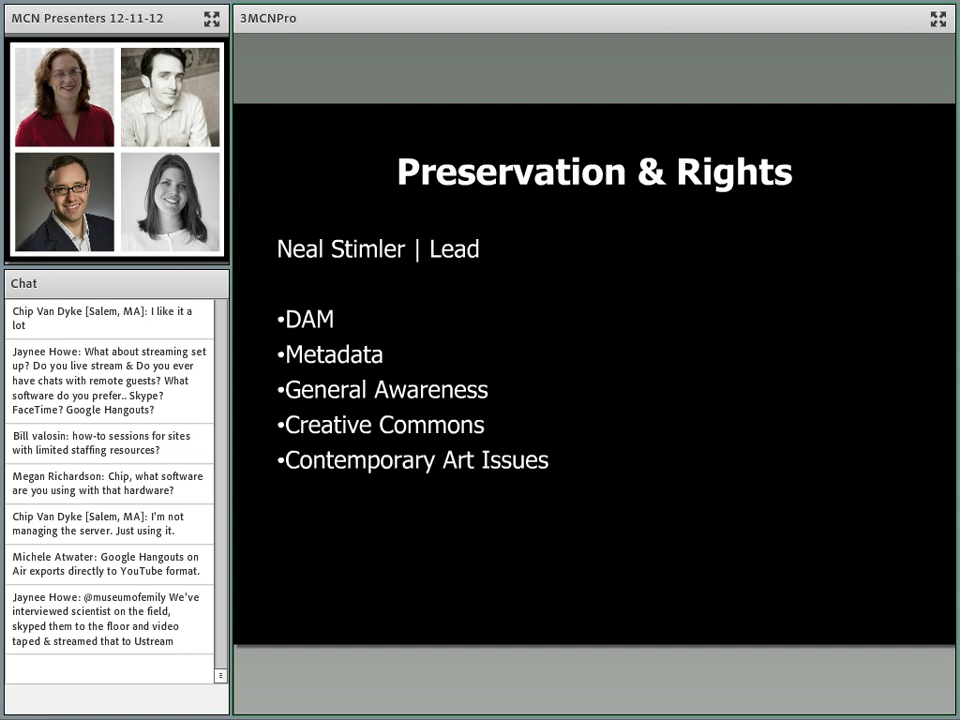 MCN Presenters 12-11-12
3MCNPro
Preservation & Rights
Neal Stimler | Lead
•DAM
•Metadata
•General Awareness
•Creative Commons
•Contemporary Art Issues
Chat
Chip Van Dyke [Salem, MA]: I like it a
lot
Jaynee Howe: What about streaming set
up? Do you live stream & Do you ever
have chats with remote guests? What
software do you prefer.. Skype?
FaceTime? Google Hangouts?
Bill valosin: how-to sessions for sites
with limited staffing resources?
Megan Richardson: Chip, what software
are you using with that hardware?
Chip Van Dyke [Salem, MA]: I'm not
managing the server. Just using it.
Michele Atwater: Google Hangouts on
Air exports directly to YouTube format.
Jaynee Howe: @museumofemily We've
interviewed scientist on the field,
skyped them to the floor and video
taped & streamed that to Ustream